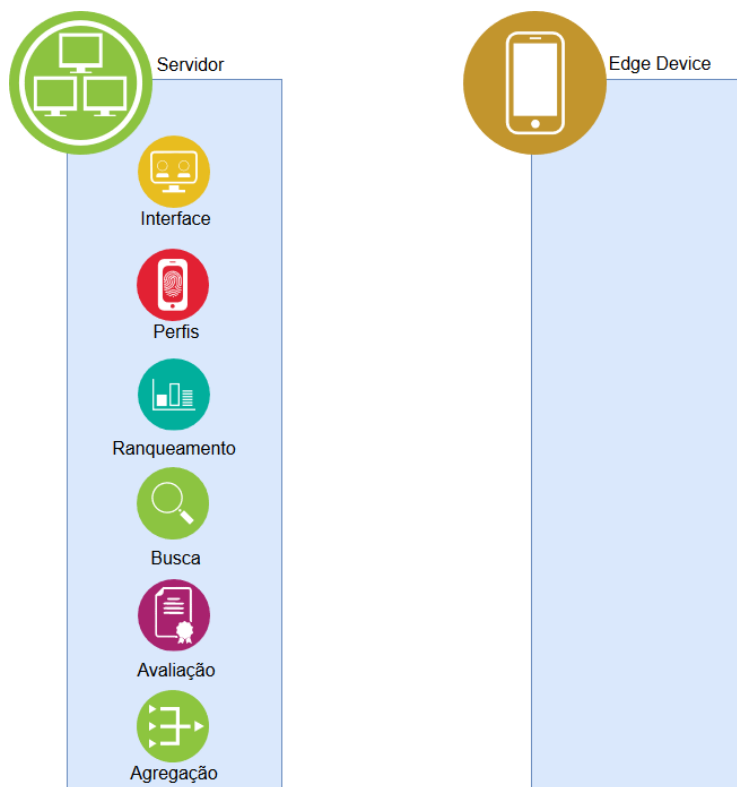 Servidor
Edge Device
Interface
Perfis
Ranqueamento
Busca
Avaliação
Agregação